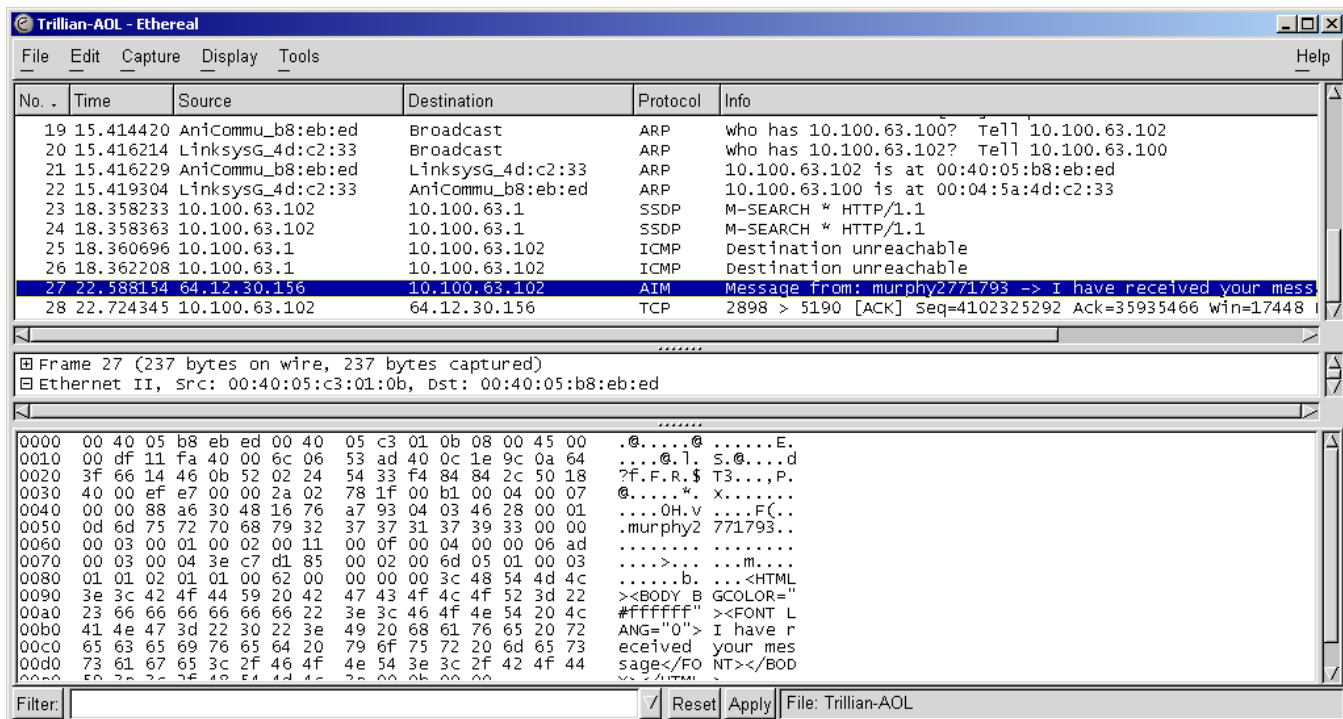 Trillian-AOL - Ethereal
File Edit Capture Display Tools Help
No. . Time Source Destination Protocol Info
19 15.414420 AniCommu_b8:eb:ed Broadcast ARP Who has 10.100.63.100? Tell 10.100.63.102
20 15.416214 LinksysG_4d:c2:33 Broadcast ARP Who has 10.100.63.102? Tell 10.100.63.100
21 15.416229 AniCommu_b8:eb:ed LinksysG_4d:c2:33 ARP 10.100.63.102 is at 00:40:05:b8:eb:ed
22 15.419304 LinksysG_4d:c2:33 AniCommu_b8:eb:ed ARP 10.100.63.100 is at 00:04:5a:4d:c2:33
23 18.358233 10.100.63.102 10.100.63.1 SSDP M-SEARCH * HTTP/1.1
24 18.358363 10.100.63.102 10.100.63.1 SSDP M-SEARCH * HTTP/1.1
25 18.360696 10.100.63.1 10.100.63.102 ICMP Destination unreachable
26 18.362208 10.100.63.1 10.100.63.102 ICMP Destination unreachable
27 22.588154 64.12.30.156 10.100.63.102 AIM Message from: murphy2771793 -> I have received your mess
28 22.724345 10.100.63.102 64.12.30.156 TCP 2898 > 5190 [ACK] Seq=4102325292 Ack=35935466 Win=17448
Frame 27 (237 bytes on wire, 237 bytes captured)
Ethernet II, Src: 00:40:05:c3:01:0b, Dst: 00:40:05:b8:eb:ed
0000 00 40 05 b8 eb ed 00 40 05 c3 01 0b 08 00 45 00 .@.....@ ......E.
0010 00 df 11 fa 40 00 6c 06 53 ad 40 0c 1e 9c 0a 64 ....@.l. S.@....d
0020 3f 66 14 46 0b 52 02 24 54 33 f4 84 84 2c 50 18 ?f.F.R.$ T3...,P.
0030 40 00 ef e7 00 00 2a 02 78 1f 00 b1 00 04 00 07 @.....*. x.......
0040 00 00 88 a6 30 48 16 76 a7 93 04 03 46 28 00 01 ....0H.v ....F(..
0050 0d 6d 75 72 70 68 79 32 37 37 31 37 39 33 00 00 .murphy2 771793..
0060 00 03 00 01 00 02 00 11 00 0f 00 04 00 00 06 ad ........ ........
0070 00 03 00 04 3e c7 d1 85 00 02 00 6d 05 01 00 03 ....>... ...m....
0080 01 01 02 01 01 00 62 00 00 00 00 3c 48 54 4d 4c ......b. ...<HTML
0090 3e 3c 42 4f 44 59 20 42 47 43 4f 4c 4f 52 3d 22 ><BODY B GCOLOR="
00a0 23 66 66 66 66 66 66 22 3e 3c 46 4f 4e 54 20 4c #ffffff" ><FONT L
00b0 41 4e 47 3d 22 30 22 3e 49 20 68 61 76 65 20 72 ANG="0"> I have r
00c0 65 63 65 69 76 65 64 20 79 6f 75 72 20 6d 65 73 eceived your mes
00d0 73 61 67 65 3c 2f 46 4f 4e 54 3e 3c 2f 42 4f 44 sage</FO NT></BOD
Filter: Reset Apply File: Trillian-AOL